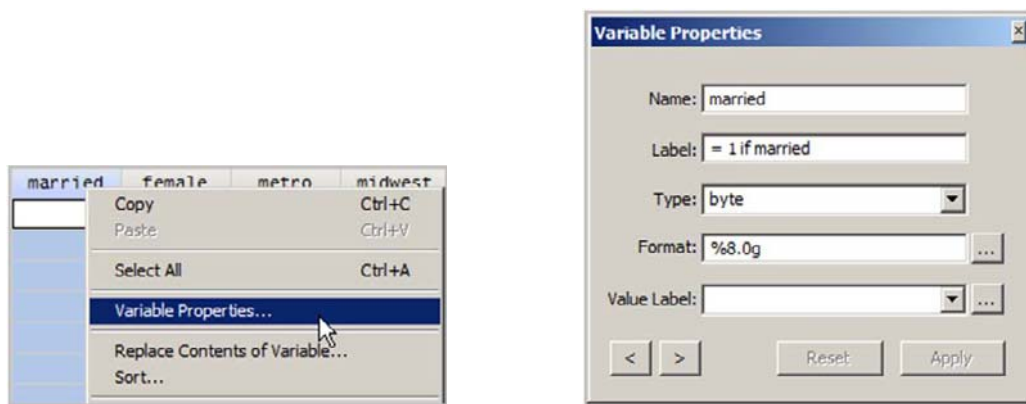 married female metro midwest
Copy Ctrl+C
Paste Ctrl+V
Select All Ctrl+A
Variable Properties...
Replace Contents of Variable...
Sort...
Variable Properties
Name: married
Label: = 1 if married
Type: byte
Format: %8.0g ...
Value Label: ...
< > Reset Apply